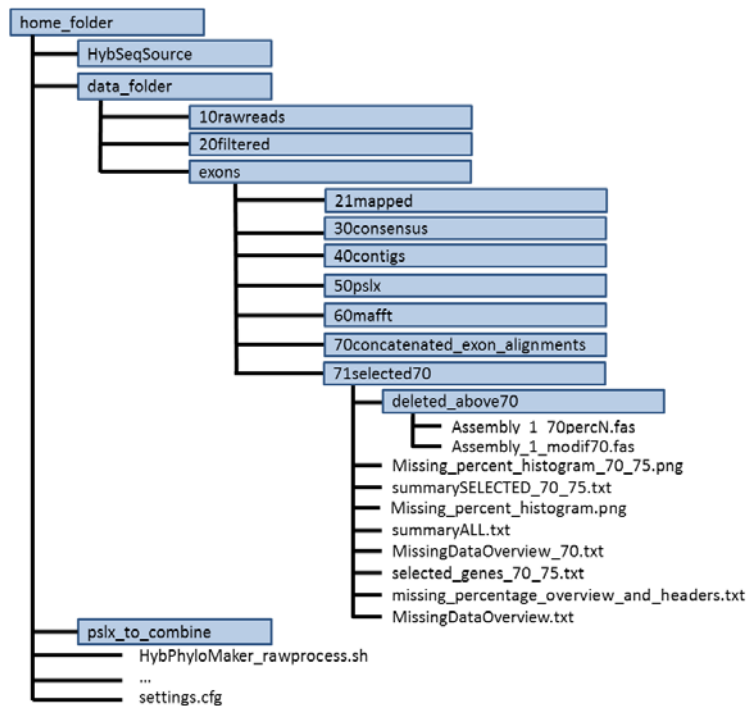 home_folder
HybSeqSource
data_folder
10rawreads
20filtered
exons
21mapped
30consensus
40contigs
50pslx
60mafft
70concatenated_exon_alignments
71selected70
deleted_above70
Assembly_1_70percN.fas
Assembly_1_modif70.fas
Missing_percent_histogram_70_75.png
summarySELECTED_70_75.txt
Missing_percent_histogram.png
summaryALL.txt
MissingDataOverview_70.txt
selected_genes_70_75.txt
missing_percentage_overview_and_headers.txt
MissingDataOverview.txt
pslx_to_combine
HybPhyloMaker_rawprocess.sh
...
settings.cfg